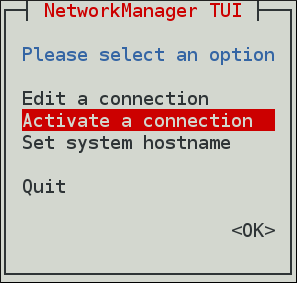 NetworkManager TUI
Please select an option
Edit a connection
Activate a connection
Set system hostname
Quit
<OK>